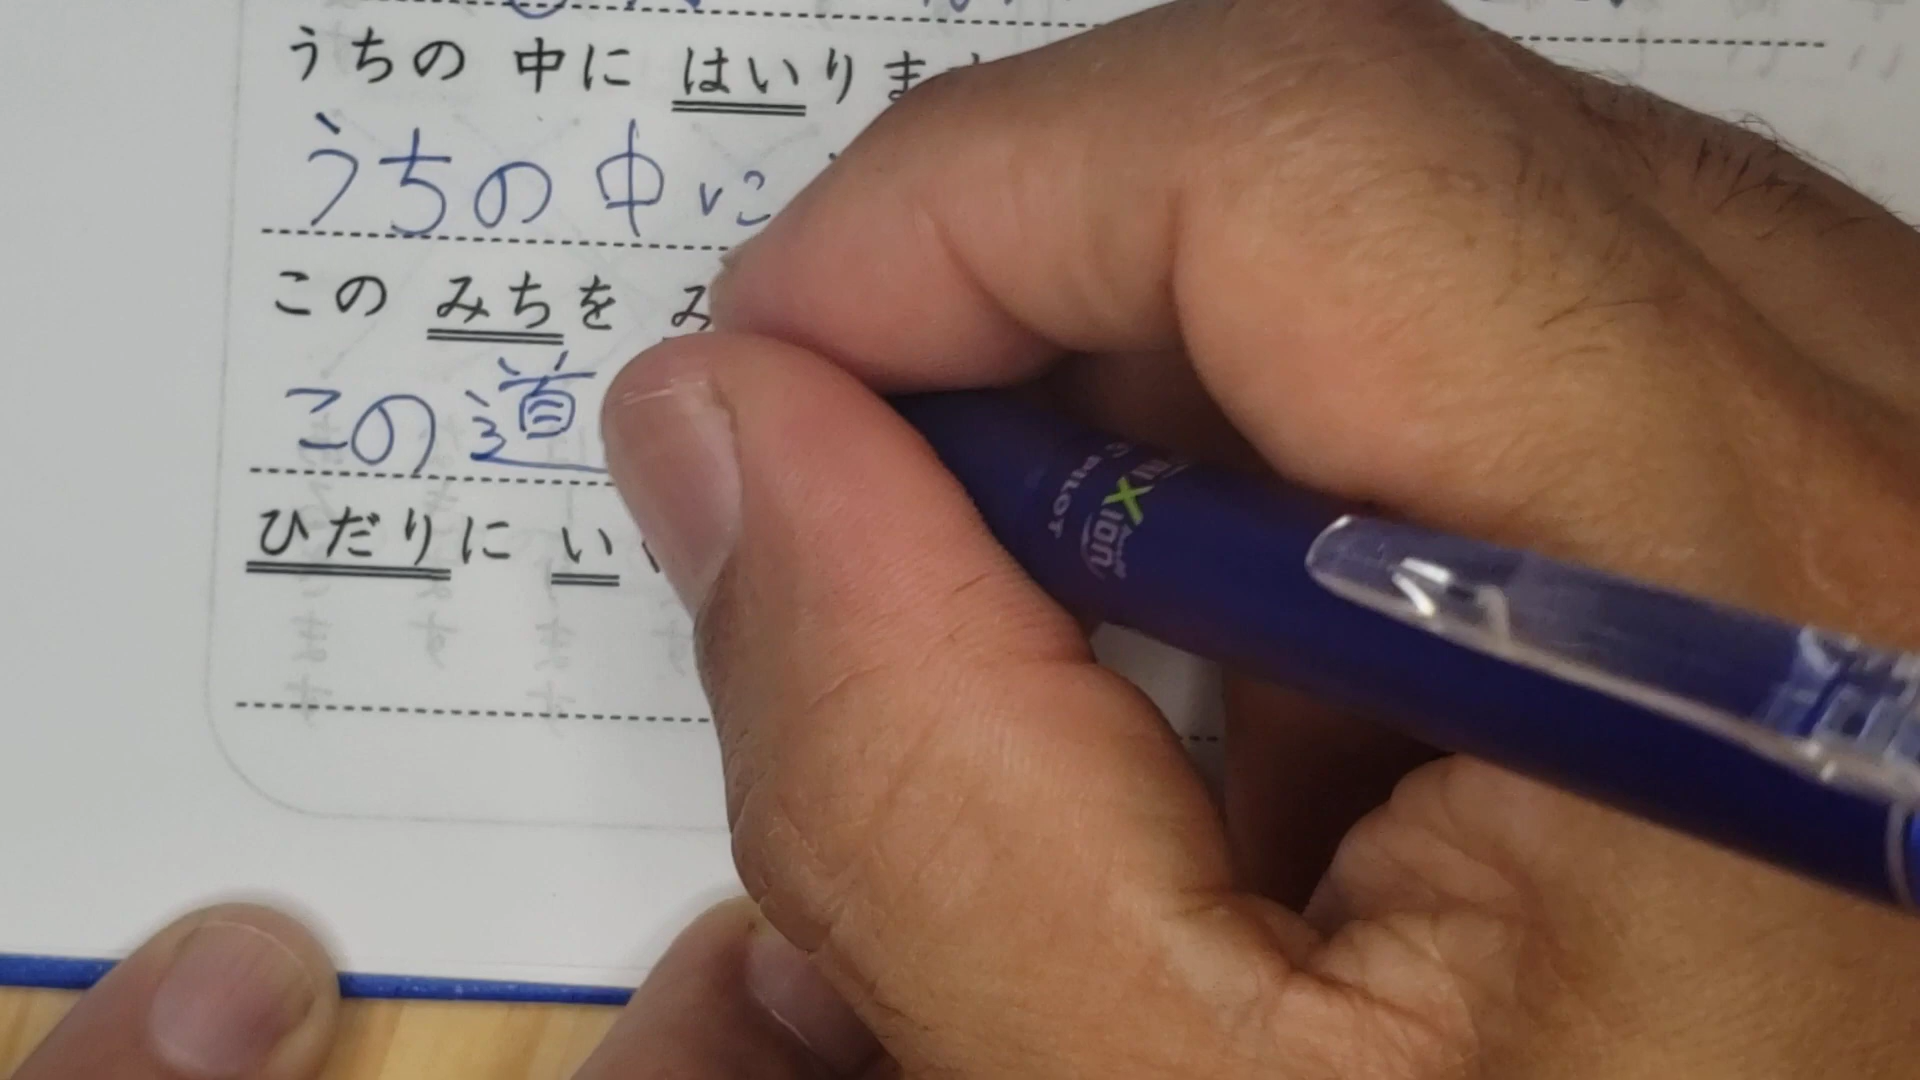 うちの 中に はいりま
うちの 中に
この みちを み
この 道
ひだりに い
PILOT